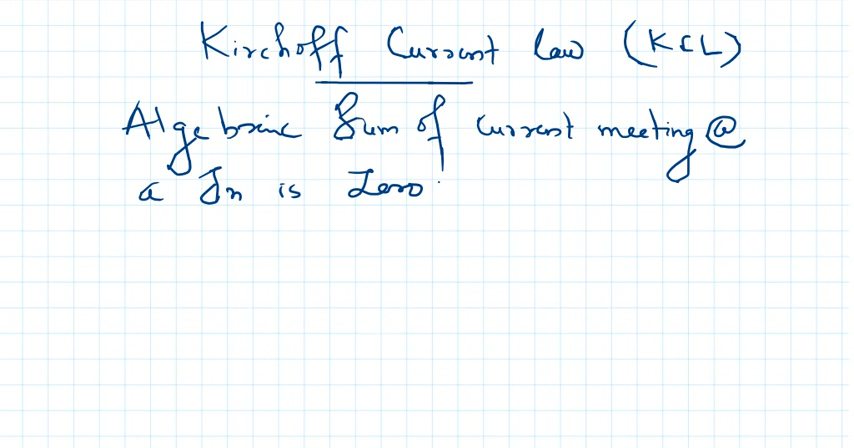 Kirchoff Current Law (KCL)
Algebraic Sum of Current meeting @
a Jn is Zero.